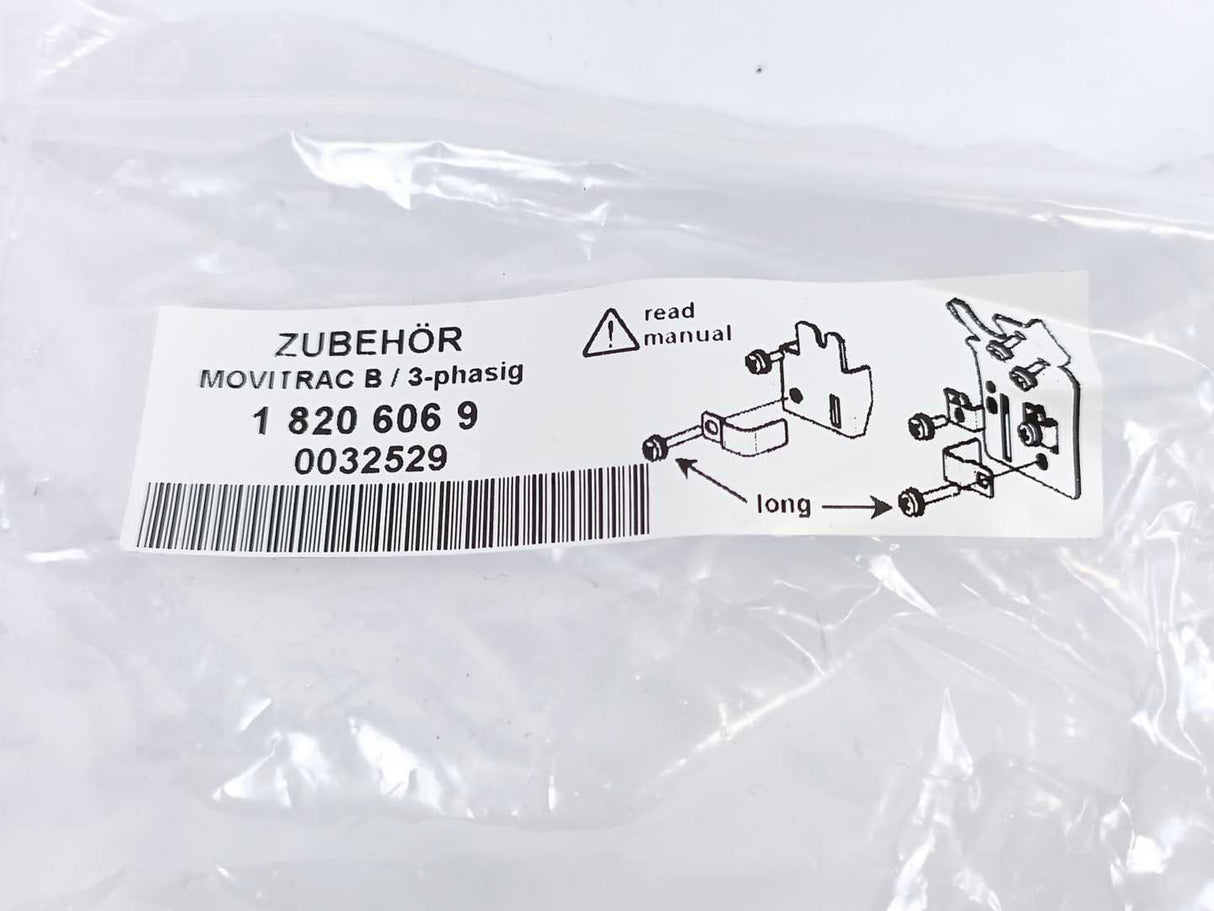 ZUBEHÖR
MOVITRAC B / 3-phasig
1 820 606 9
0032529
read
manual
long